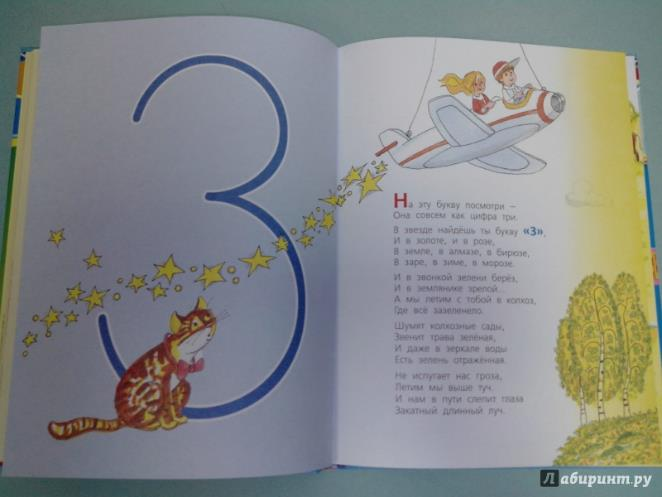 З
На эту букву посмотри –
Она совсем как цифра три.
В звезде найдёшь ты букву «З»,
И в золоте, и в розе,
В земле, в алмазе, в бирюзе,
В заре, в зиме, в морозе.
И в звонкой зелени берёз,
И в землянике зрелой...
А мы летим с тобой в колхоз,
Где всё зазеленело.
Шумят колхозные сады,
Звенит трава зелёная,
И даже в зеркале воды
Есть зелень отражённая.
Не испугает нас гроза,
Летим мы выше туч.
И нам в пути слепит глаза
Закатный длинный луч.
Лабиринт.ру